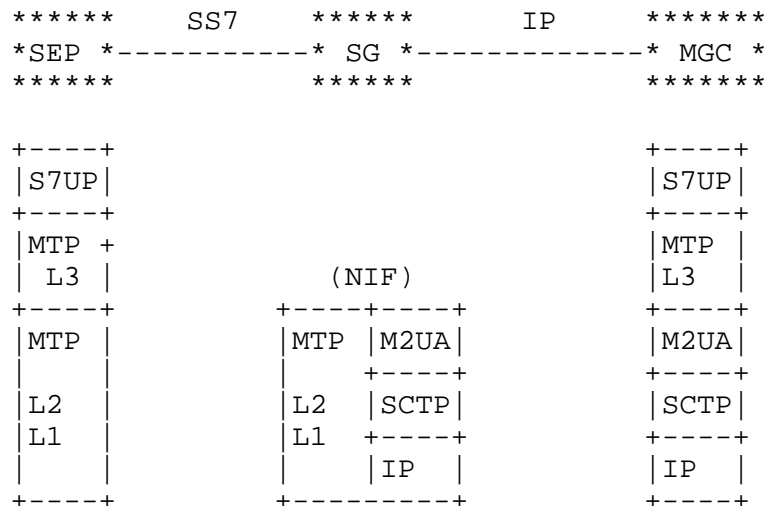 ******     SS7     ******       IP       *******
*SEP *-----------* SG *-------------* MGC *
******             ******                *******
+----+                                +----+
|S7UP|                                |S7UP|
+----+                                +----+
|MTP +                                |MTP |
| L3 |             (NIF)              |L3  |
+----+          +----+----+           +----+
|MTP |          |MTP |M2UA|           |M2UA|
|    |          |    +----+           +----+
|L2  |          |L2  |SCTP|           |SCTP|
|L1  |          |L1  +----+           +----+
|    |          |    |IP  |           |IP  |
+----+          +---------+           +----+